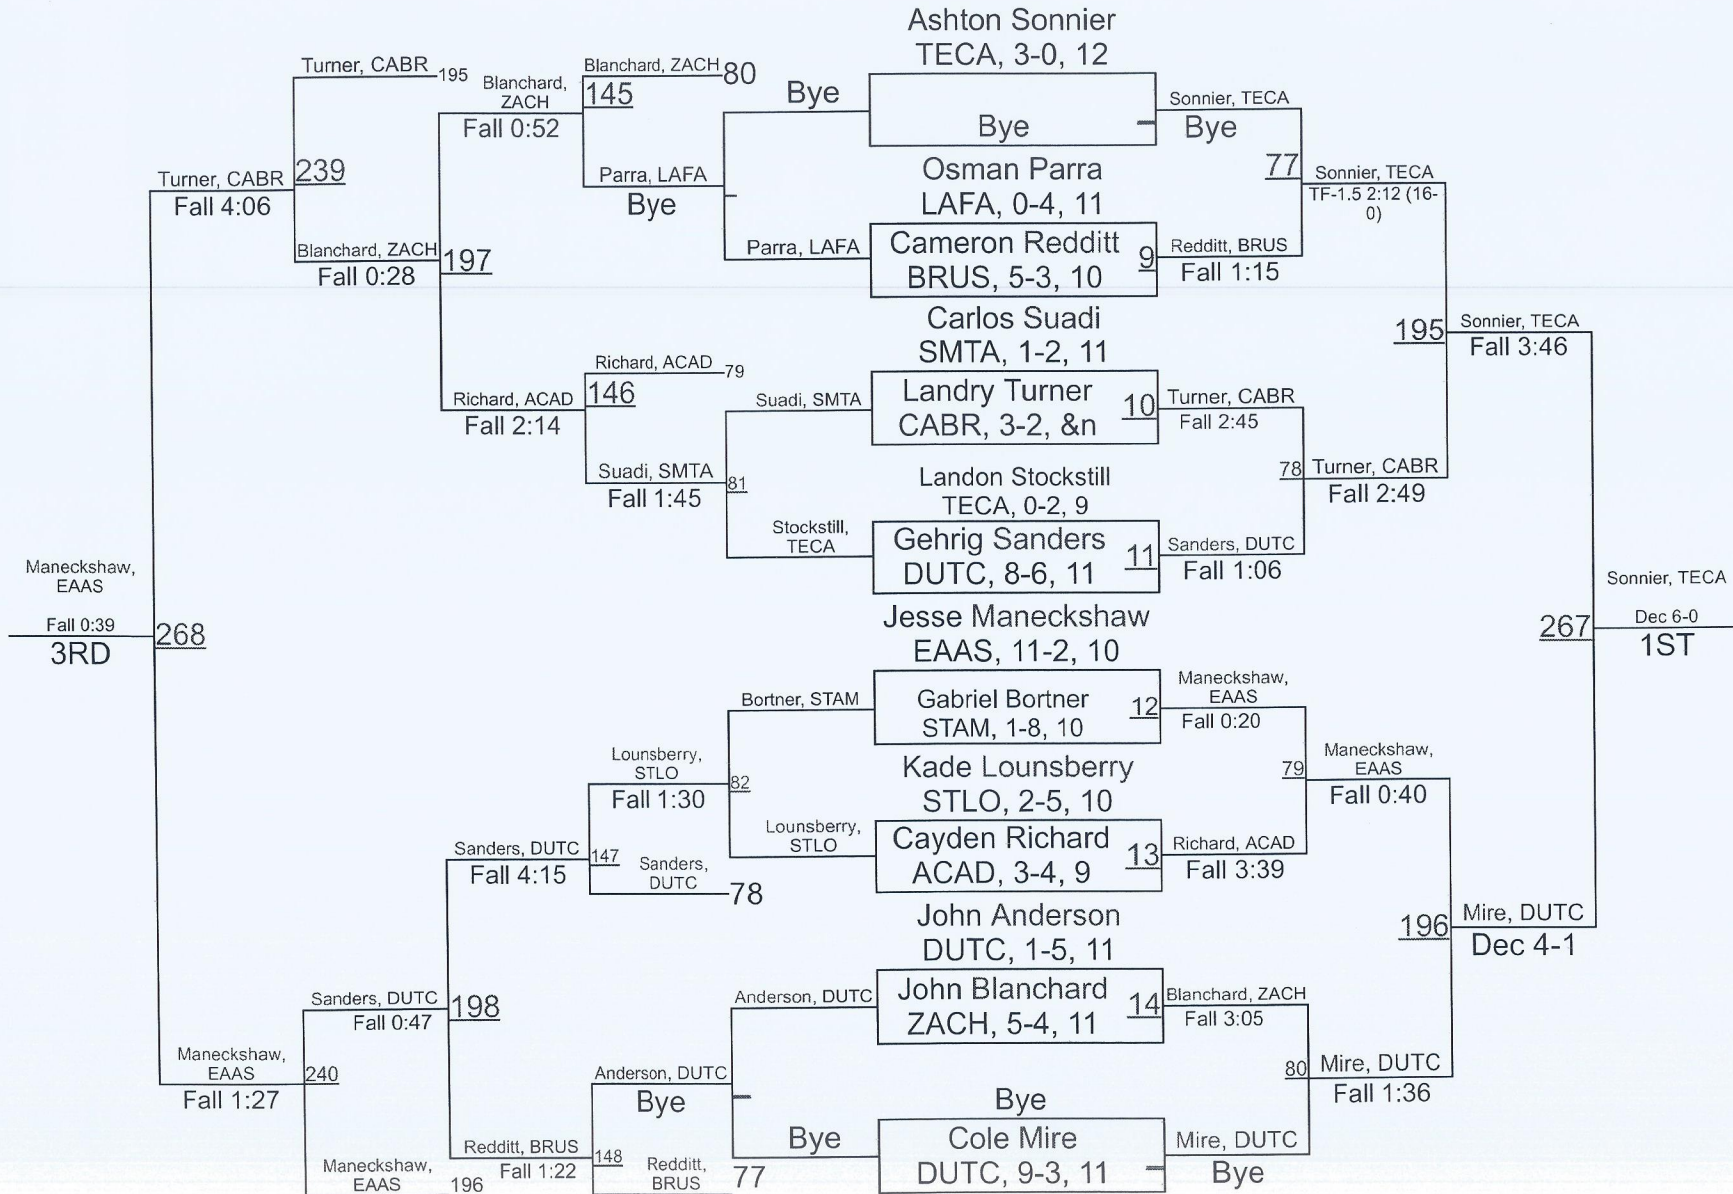 Ashton Sonnier
TECA, 3-0, 12
Turner, CABR
195
Blanchard, ZACH
80
Blanchard,
ZACH
145
Bye
Sonnier, TECA
Fall 0:52
Bye
Bye
Turner, CABR
239
Parra, LAFA
Osman Parra
77
Sonnier, TECA
Fall 4:06
Bye
LAFA, 0-4, 11
TF-1.5 2:12 (16-
0)
Blanchard, ZACH
197
Parra, LAFA
Cameron Redditt
9
Redditt, BRUS
Fall 0:28
BRUS, 5-3, 10
Fall 1:15
Carlos Suadi
195
Sonnier, TECA
SMTA, 1-2, 11
Fall 3:46
Richard, ACAD
79
Richard, ACAD
146
Suadi, SMTA
Landry Turner
10
Turner, CABR
Fall 2:14
CABR, 3-2, &n
Fall 2:45
Suadi, SMTA
81
Landon Stockstill
78
Turner, CABR
Fall 1:45
TECA, 0-2, 9
Fall 2:49
Stockstill,
TECA
Gehrig Sanders
11
Sanders, DUTC
DUTC, 8-6, 11
Fall 1:06
Maneckshaw,
EAAS
Sonnier, TECA
Fall 0:39
268
Jesse Maneckshaw
267
Dec 6-0
3RD
EAAS, 11-2, 10
1ST
Bortner, STAM
Gabriel Bortner
12
Maneckshaw,
EAAS
STAM, 1-8, 10
Fall 0:20
Lounsberry,
STLO
82
Kade Lounsberry
79
Maneckshaw,
EAAS
Fall 1:30
STLO, 2-5, 10
Fall 0:40
Sanders, DUTC
147
Lounsberry,
STLO
Cayden Richard
13
Richard, ACAD
Fall 4:15
Sanders,
DUTC
78
ACAD, 3-4, 9
Fall 3:39
John Anderson
196
Mire, DUTC
DUTC, 1-5, 11
Dec 4-1
Sanders, DUTC
198
Anderson, DUTC
John Blanchard
14
Blanchard, ZACH
Fall 0:47
ZACH, 5-4, 11
Fall 3:05
Maneckshaw,
EAAS
240
Anderson, DUTC
80
Mire, DUTC
Fall 1:27
Bye
Bye
Fall 1:36
Redditt, BRUS
148
Bye
Cole Mire
Mire, DUTC
Maneckshaw,
EAAS
196
Fall 1:22
Redditt,
BRUS
77
DUTC, 9-3, 11
Bye